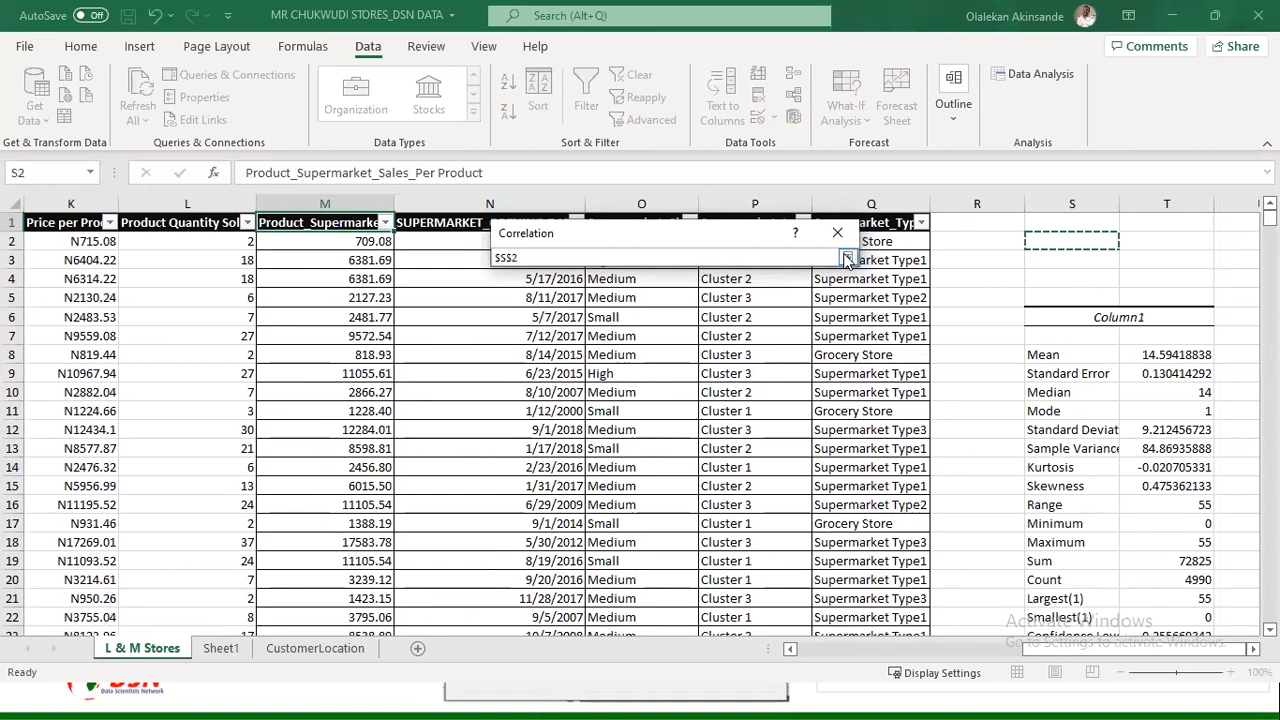 AutoSave Off MR CHUKWUDI STORES_DSN DATA Search (Alt+Q) Olalekan Akinsande
File Home Insert Page Layout Formulas Data Review View Help Comments Share
Get Data Refresh All Queries & Connections Properties Edit Links Organization Stocks Sort Filter Clear Reapply Advanced Text to Columns What-If Analysis Forecast Sheet Outline Data Analysis
Get & Transform Data Queries & Connections Data Types Sort & Filter Data Tools Forecast Analysis
S2 fx Product_Supermarket_Sales_Per Product
K L M N O P Q R S T
1 Price per Pro Product Quantity Sol Product_Supermarke SUPERMARKET_
Correlation ? ×
$S$2
2 N715.08 2 709.08 Store
3 N6404.22 18 6381.69 Supermarket Type1
4 N6314.22 18 6381.69 5/17/2016 Medium Cluster 2 Supermarket Type1
5 N2130.24 6 2127.23 8/11/2017 Medium Cluster 3 Supermarket Type2
6 N2483.53 7 2481.77 5/7/2017 Small Cluster 2 Supermarket Type1 Column1
7 N9559.08 27 9572.54 7/12/2017 Medium Cluster 2 Supermarket Type1
8 N819.44 2 818.93 8/14/2015 Medium Cluster 3 Grocery Store Mean 14.59418838
9 N10967.94 27 11055.61 6/23/2015 High Cluster 3 Supermarket Type1 Standard Error 0.130414292
10 N2882.04 7 2866.27 8/10/2007 Medium Cluster 2 Supermarket Type1 Median 14
11 N1224.66 3 1228.40 1/12/2000 Small Cluster 1 Grocery Store Mode 1
12 N12434.1 30 12284.01 9/1/2018 Medium Cluster 3 Supermarket Type3 Standard Deviat 9.212456723
13 N8577.87 21 8598.81 1/17/2018 Small Cluster 2 Supermarket Type1 Sample Variance 84.86935888
14 N2476.32 6 2456.80 2/23/2016 Medium Cluster 1 Supermarket Type1 Kurtosis -0.020705331
15 N5956.99 13 6015.50 1/31/2017 Medium Cluster 1 Supermarket Type1 Skewness 0.475362133
16 N11195.52 24 11105.54 6/29/2009 Medium Cluster 3 Supermarket Type2 Range 55
17 N931.46 2 1388.19 9/1/2014 Small Cluster 1 Grocery Store Minimum 0
18 N17269.01 37 17583.78 5/30/2012 Medium Cluster 3 Supermarket Type3 Maximum 55
19 N11093.52 24 11105.54 8/19/2016 Small Cluster 1 Supermarket Type1 Sum 72825
20 N3214.61 7 3239.12 9/20/2016 Medium Cluster 1 Supermarket Type1 Count 4990
21 N950.26 2 1423.15 11/28/2017 Medium Cluster 3 Supermarket Type3 Largest(1) 55
22 N3755.04 8 3795.06 9/5/2007 Medium Cluster 1 Supermarket Type1 Smallest(1) 0
Activate Windows
Go to Settings to activate Windows.
L & M Stores Sheet1 CustomerLocation
Ready Display Settings 100%
DSN
Data Scientists Network